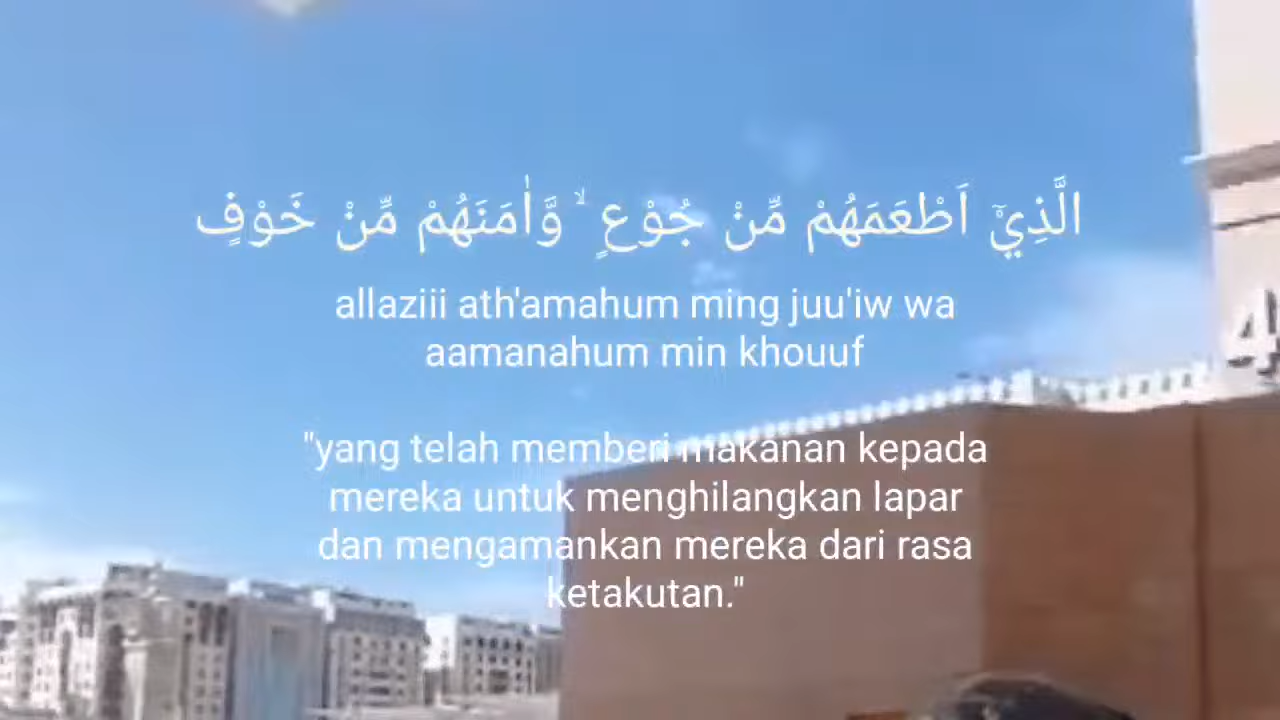 الَّذِيْٓ اَطْعَمَهُمْ مِّنْ جُوْعٍ ۙ وَّاٰمَنَهُمْ مِّنْ خَوْفٍ
allaziii ath'amahum ming juu'iw wa
aamanahum min khouuf
"yang telah memberi makanan kepada
mereka untuk menghilangkan lapar
dan mengamankan mereka dari rasa
ketakutan."
4